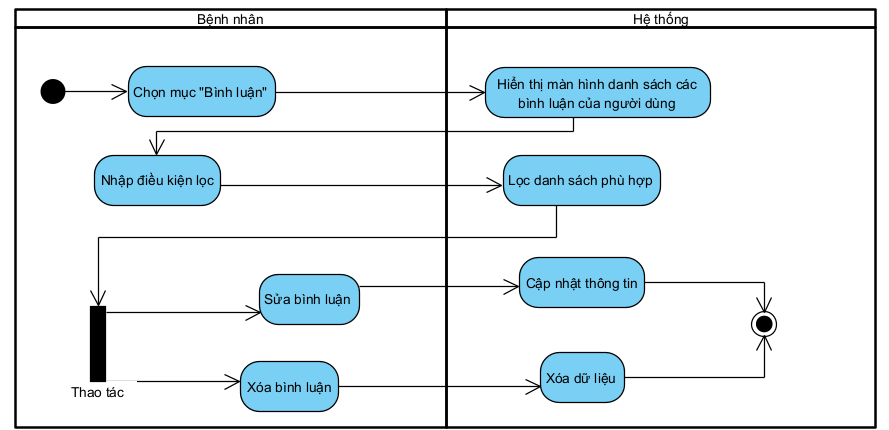 Bệnh nhân
Hệ thống
Chọn mục "Bình luận"
Hiển thị màn hình danh sách các
bình luận của người dùng
Nhập điều kiện lọc
Lọc danh sách phù hợp
Sửa bình luận
Cập nhật thông tin
Xóa bình luận
Xóa dữ liệu
Thao tác